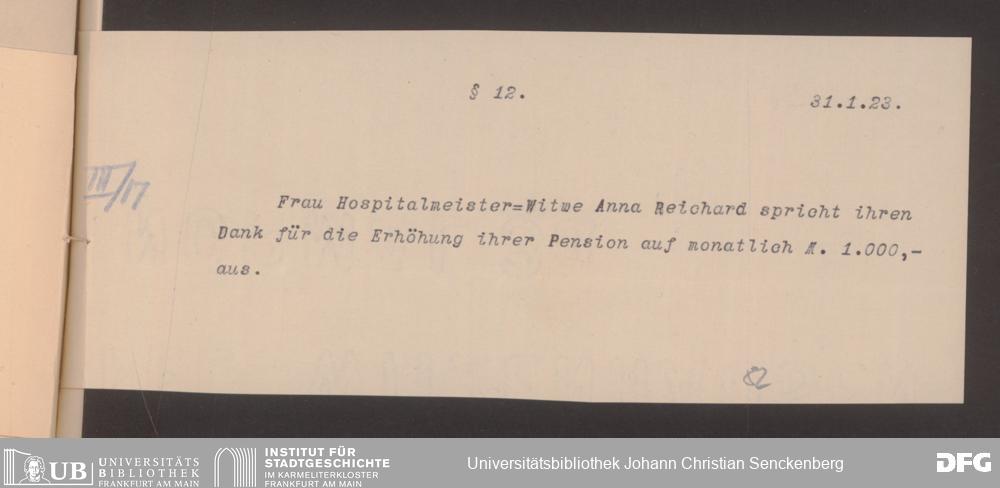 § 12.
31.1.23.
III/17
Frau Hospitalmeister=Witwe Anna Reichard spricht ihren
Dank für die Erhöhung ihrer Pension auf monatlich M. 1.000,-
aus.
UB UNIVERSITÄTS
BIBLIOTHEK
FRANKFURT AM MAIN
INSTITUT FÜR
STADTGESCHICHTE
IM KARMELITERKLOSTER
FRANKFURT AM MAIN
Universitätsbibliothek Johann Christian Senckenberg
DFG